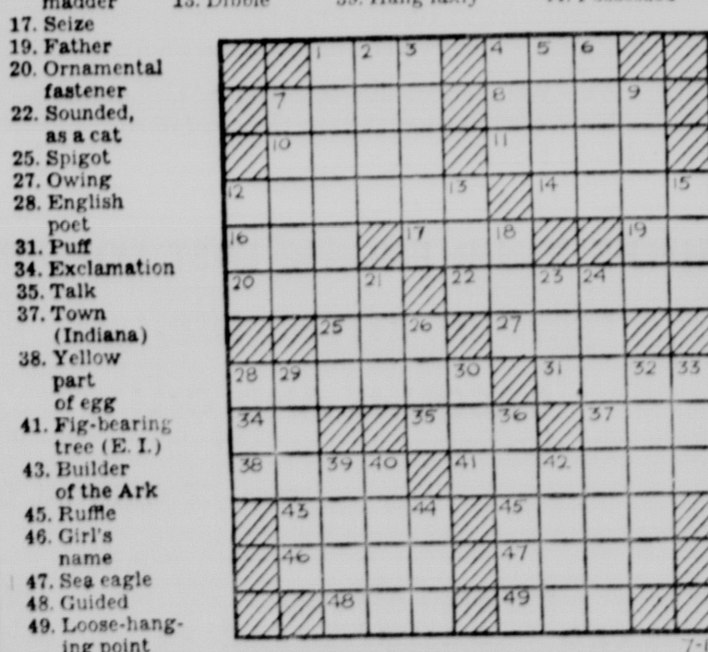 madder
13. Dibble
17. Seize
19. Father
20. Ornamental
fastener
22. Sounded,
as a cat
25. Spigot
27. Owing
28. English
poet
31. Puff
34. Exclamation
35. Talk
37. Town
(Indiana)
38. Yellow
part
of egg
41. Fig-bearing
tree (E. I.)
43. Builder
of the Ark
45. Ruffle
46. Girl's
name
47. Sea eagle
48. Guided
49. Loose-hang-
ing point
1 2 3 4 5 6
7 8 9
10 11
12 13 14 15
16 17 18 19
20 21 22 23 24
25 26 27
28 29 30 31 32 33
34 35 36 37
38 39 40 41 42
43 44 45
46 47
48 49